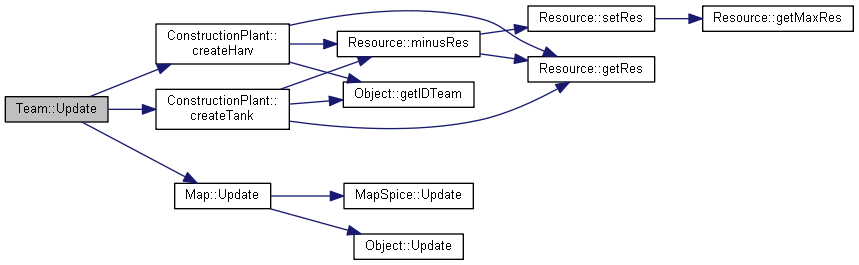 Team::Update
ConstructionPlant::
createHarv
ConstructionPlant::
createTank
Map::Update
Resource::minusRes
Object::getIDTeam
MapSpice::Update
Object::Update
Resource::setRes
Resource::getRes
Resource::getMaxRes